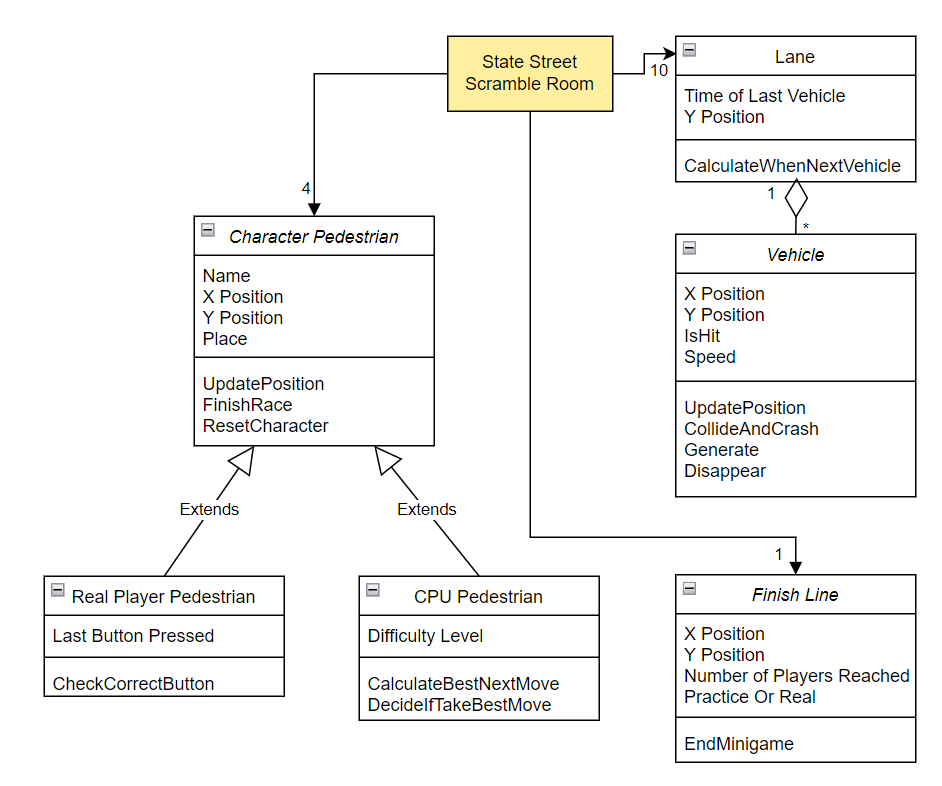 State Street
Scramble Room
10
Lane
Time of Last Vehicle
Y Position
CalculateWhenNextVehicle
1
*
4
Character Pedestrian
Name
X Position
Y Position
Place
UpdatePosition
FinishRace
ResetCharacter
Vehicle
X Position
Y Position
IsHit
Speed
UpdatePosition
CollideAndCrash
Generate
Disappear
Extends
Extends
Real Player Pedestrian
Last Button Pressed
CheckCorrectButton
CPU Pedestrian
Difficulty Level
CalculateBestNextMove
DecideIfTakeBestMove
1
Finish Line
X Position
Y Position
Number of Players Reached
Practice Or Real
EndMinigame